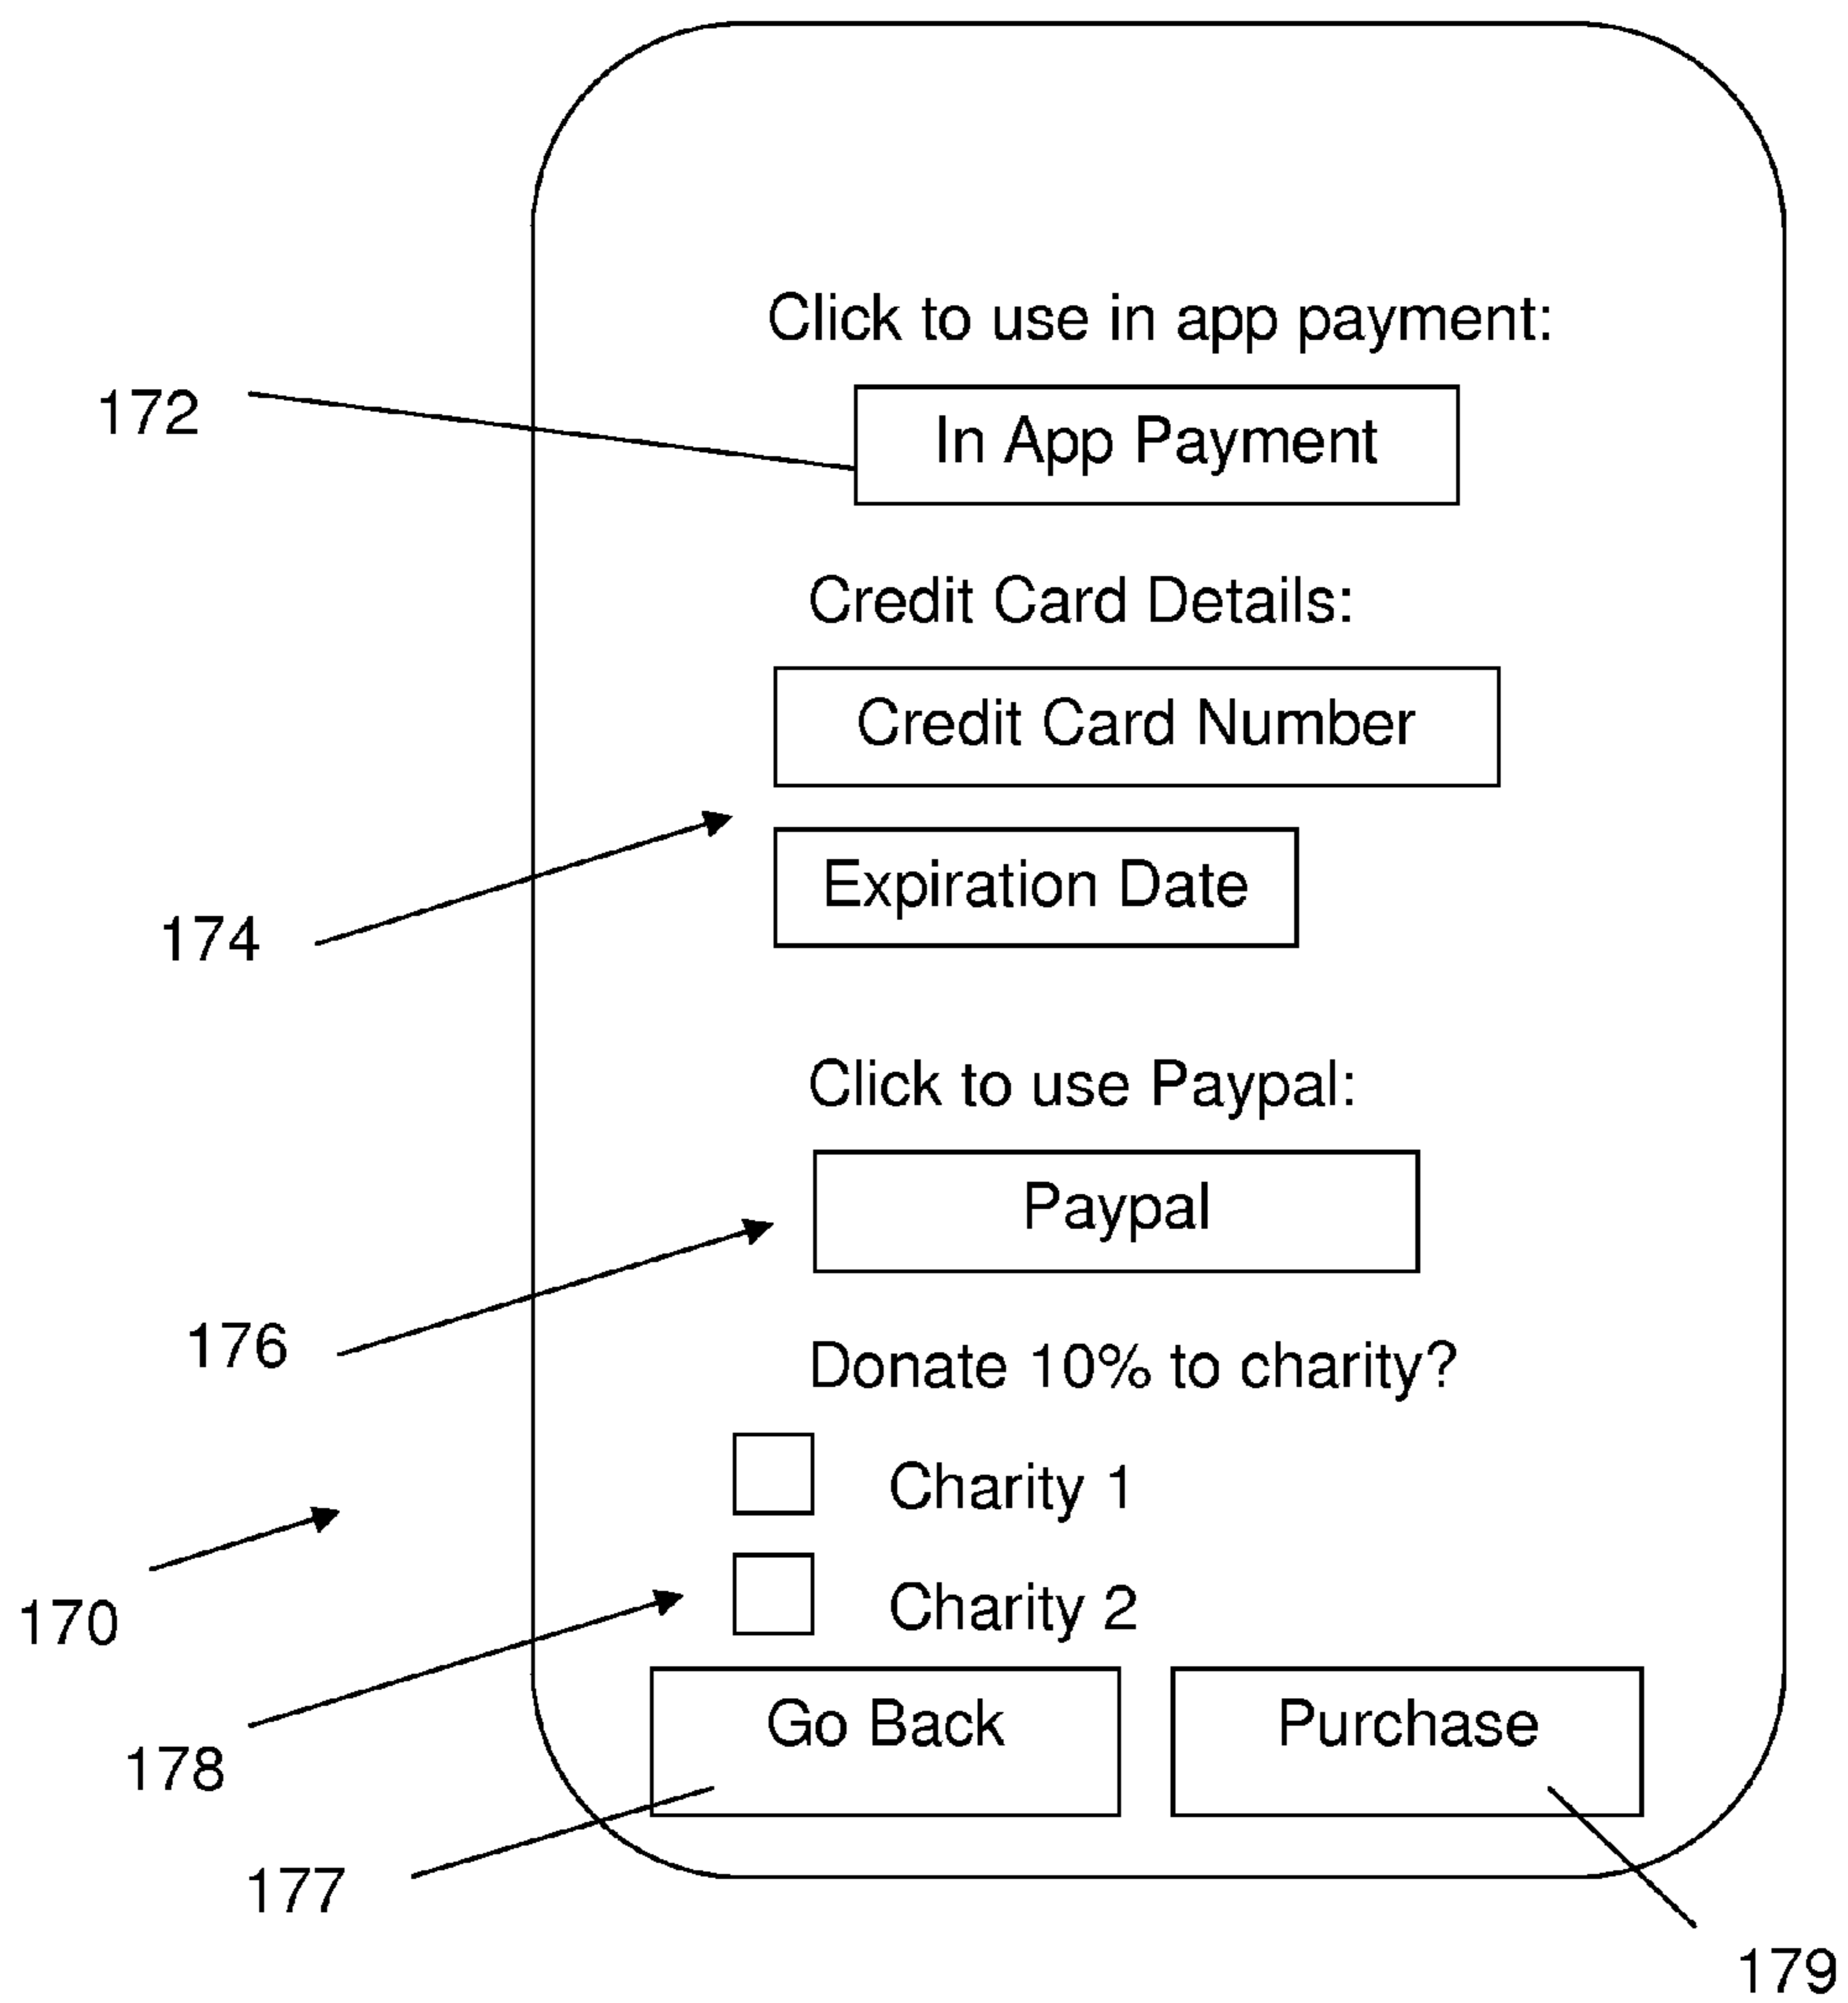 Click to use in app payment:
172
In App Payment
Credit Card Details:
Credit Card Number
174
Expiration Date
Click to use Paypal:
Paypal
176
Donate 10% to charity?
Charity 1
170
Charity 2
178
Go Back
Purchase
177
179